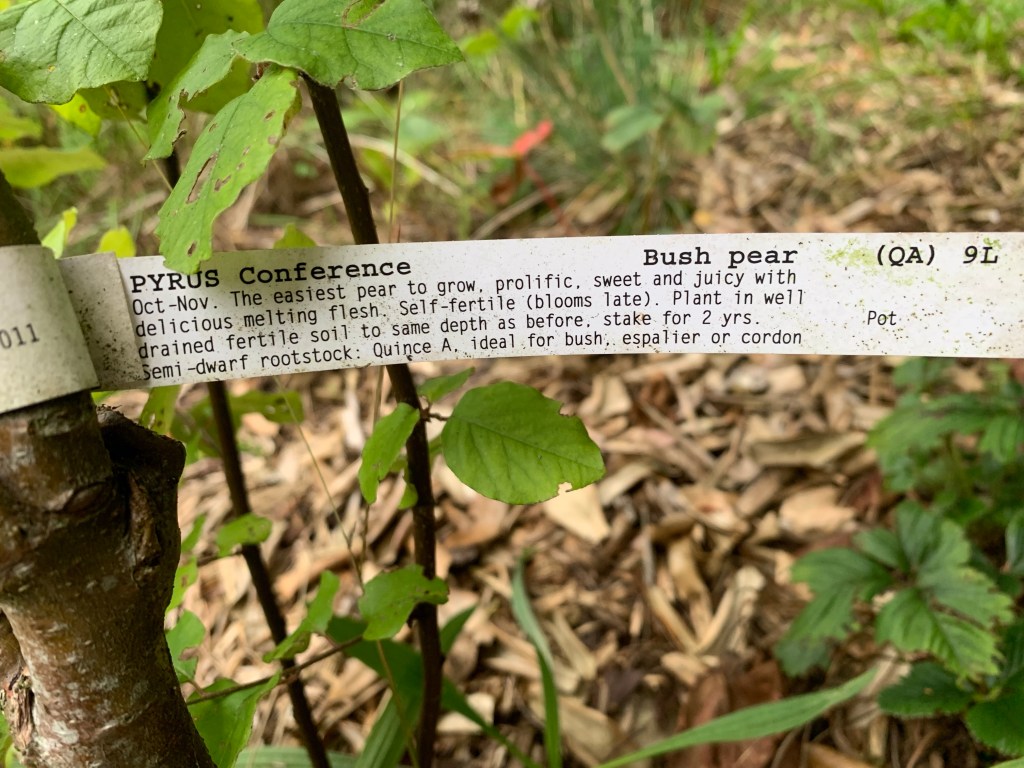 PYRUS Conference Bush pear (QA) 9L
Oct-Nov. The easiest pear to grow, prolific, sweet and juicy with
delicious melting flesh. Self-fertile (blooms late). Plant in well
drained fertile soil to same depth as before, stake for 2 yrs. Pot
Semi-dwarf rootstock: Quince A, ideal for bush, espalier or cordon
011